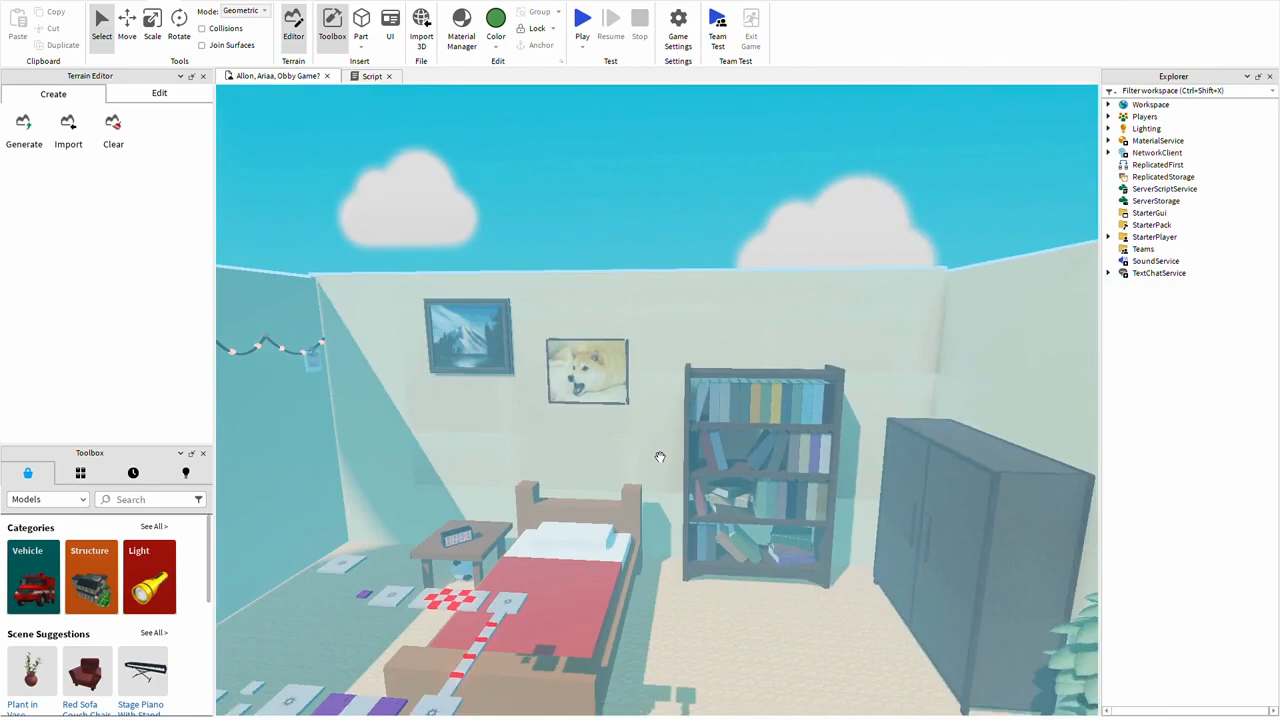 Copy
Cut
Duplicate
Paste
Clipboard
Select
Move
Scale
Rotate
Mode: Geometric
Collisions
Join Surfaces
Tools
Editor
Terrain
Toolbox
Part
UI
Insert
Import
3D
File
Material
Manager
Color
Group
Lock
Anchor
Edit
Play
Resume
Stop
Test
Game
Settings
Settings
Team
Test
Exit
Game
Team Test
Terrain Editor
Allon, Ariaa, Obby Game?
Script
Explorer
Create
Edit
Filter workspace (Ctrl+Shift+X)
Generate
Import
Clear
Workspace
Players
Lighting
MaterialService
NetworkClient
ReplicatedFirst
ReplicatedStorage
ServerScriptService
ServerStorage
StarterGui
StarterPack
StarterPlayer
Teams
SoundService
TextChatService
Toolbox
Models
Search
Categories
See All >
Vehicle
Structure
Light
Scene Suggestions
See All >
Plant in
Vase
Red Sofa
Couch Chair
Stage Piano
With Stand